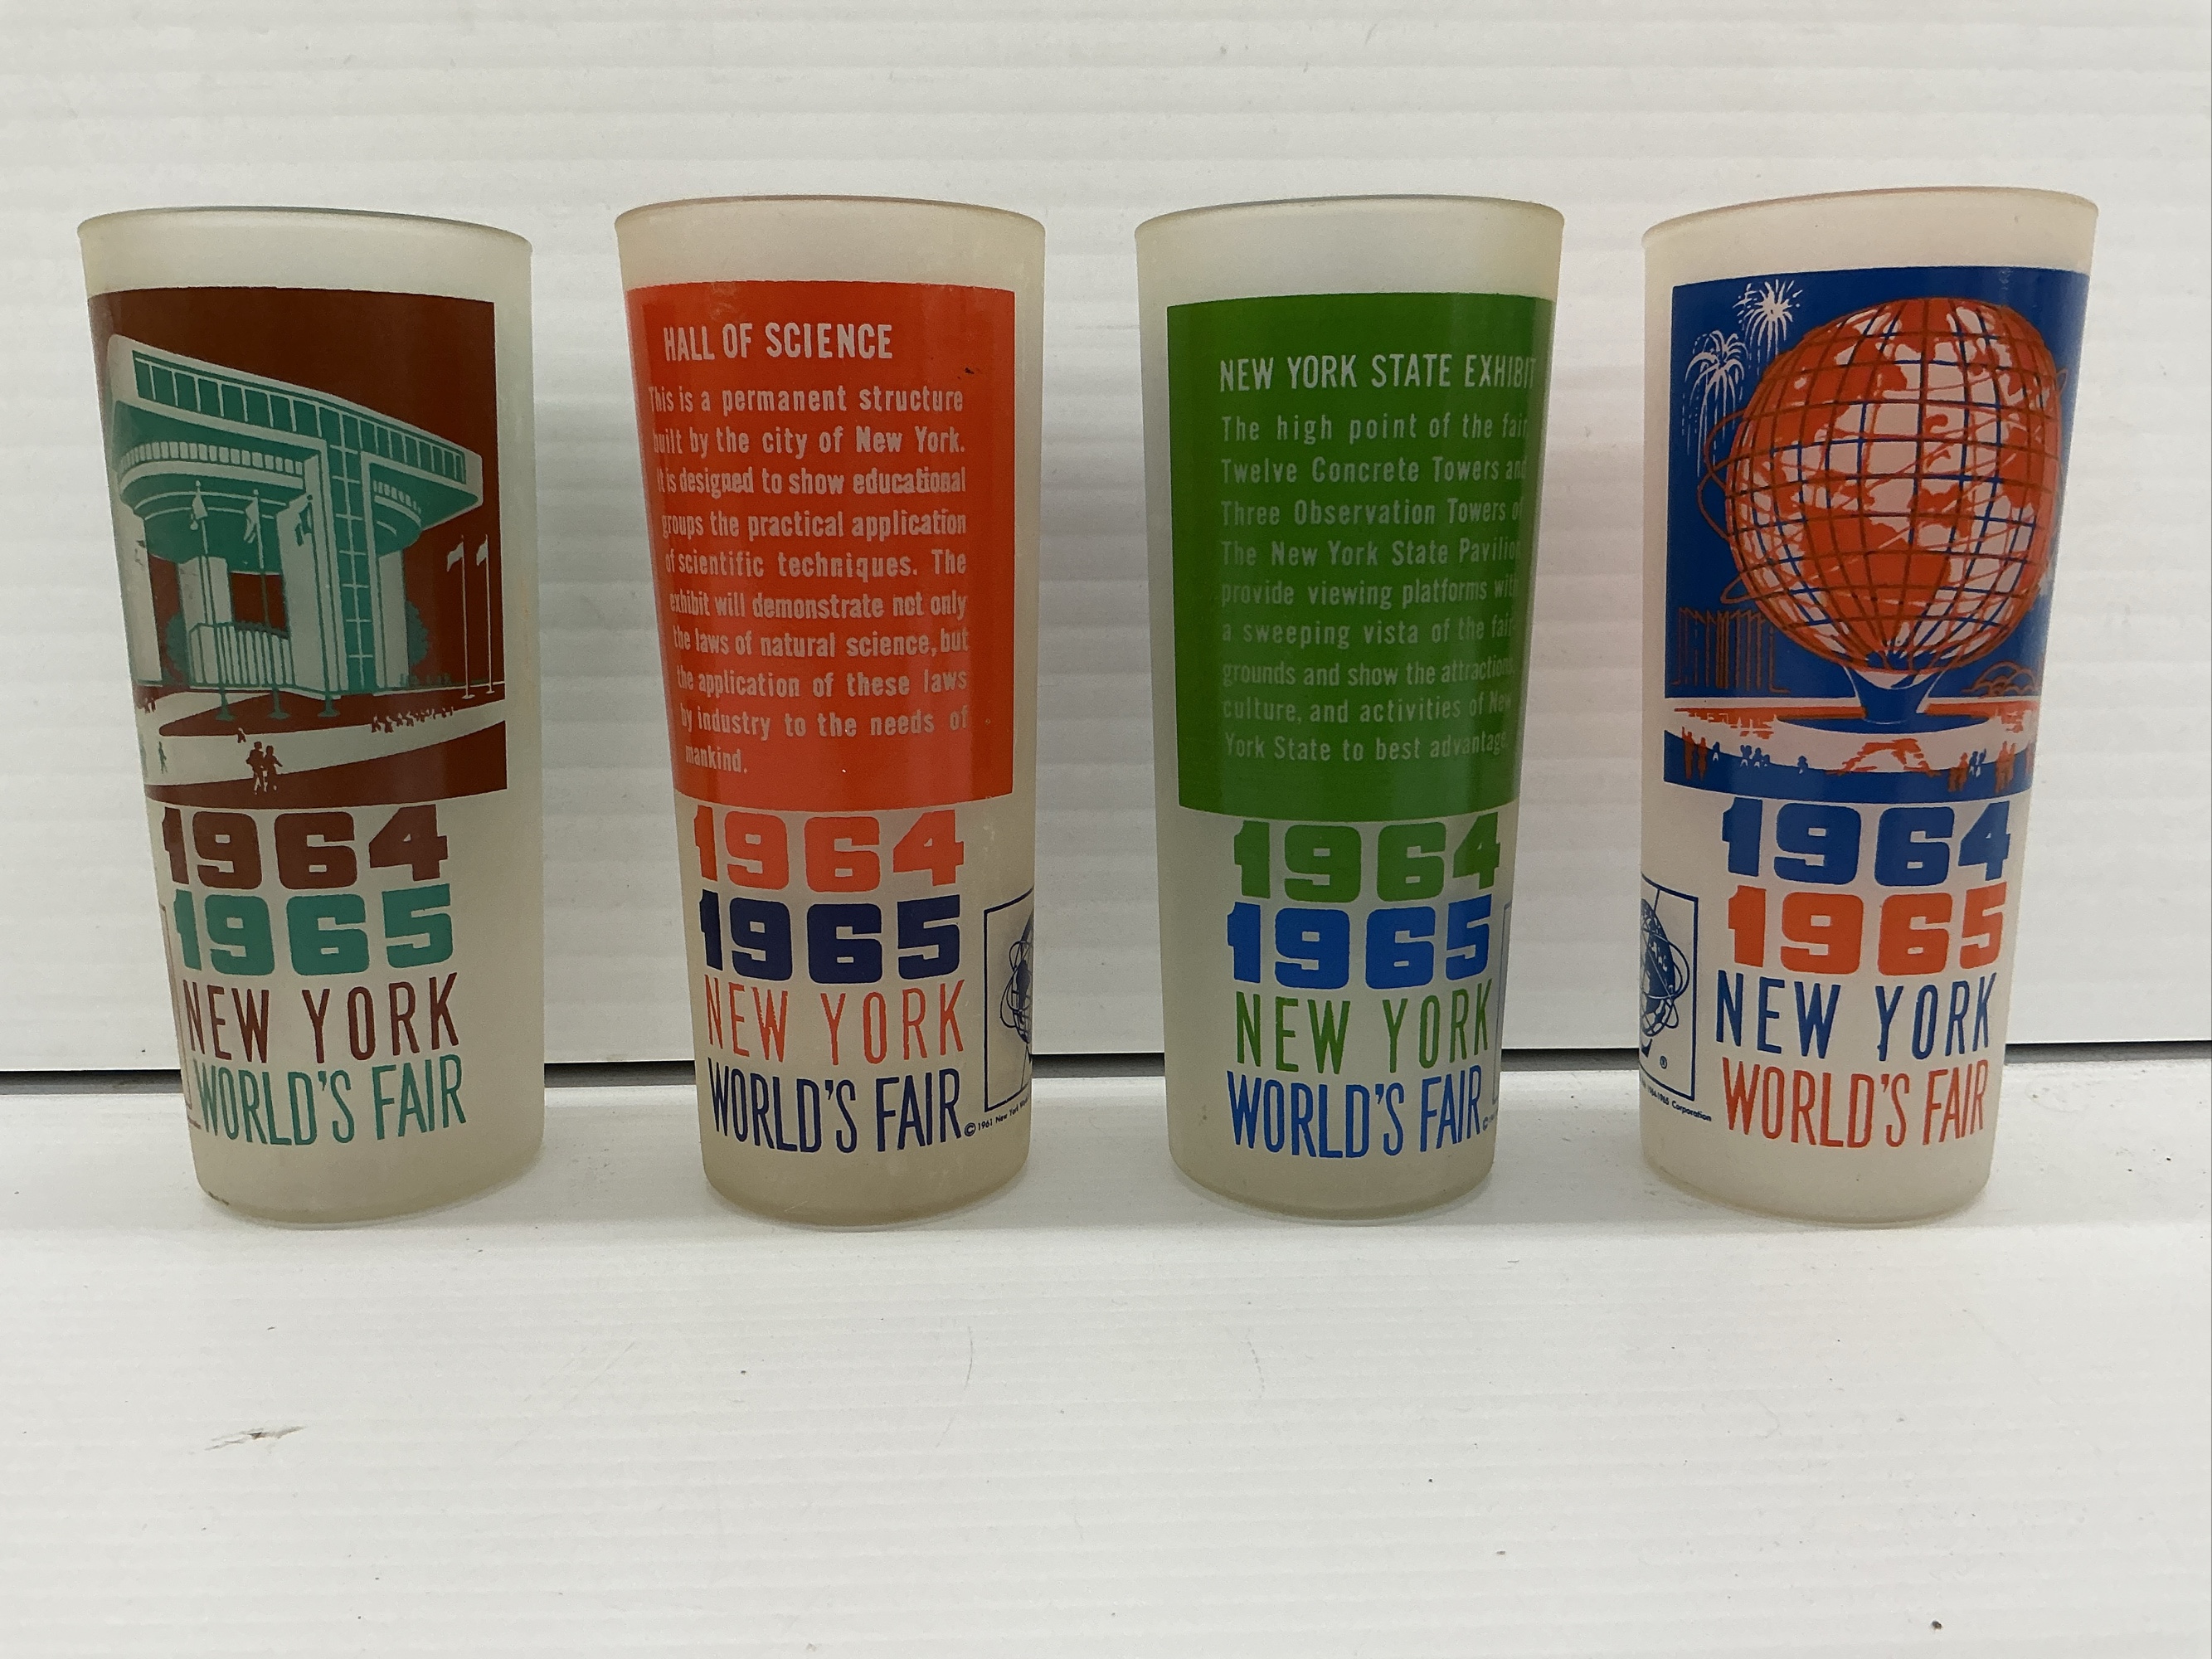 1964
1965
NEW YORK
WORLD'S FAIR
HALL OF SCIENCE
This is a permanent structure
built by the city of New York.
It is designed to show educational
groups the practical application
of scientific techniques. The
exhibit will demonstrate not only
the laws of natural science, but
the application of these laws
by industry to the needs of
mankind.
1964
1965
NEW YORK
WORLD'S FAIR
© 1961 New York
NEW YORK STATE EXHIBIT
The high point of the fair
Twelve Concrete Towers and
Three Observation Towers of
The New York State Pavilion
provide viewing platforms with
a sweeping vista of the fair-
grounds and show the attractions,
culture, and activities of New
York State to best advantage.
1964
1965
NEW YORK
WORLD'S FAIR
©
1964
1965
NEW YORK
WORLD'S FAIR
®
1964-1965 Corporation